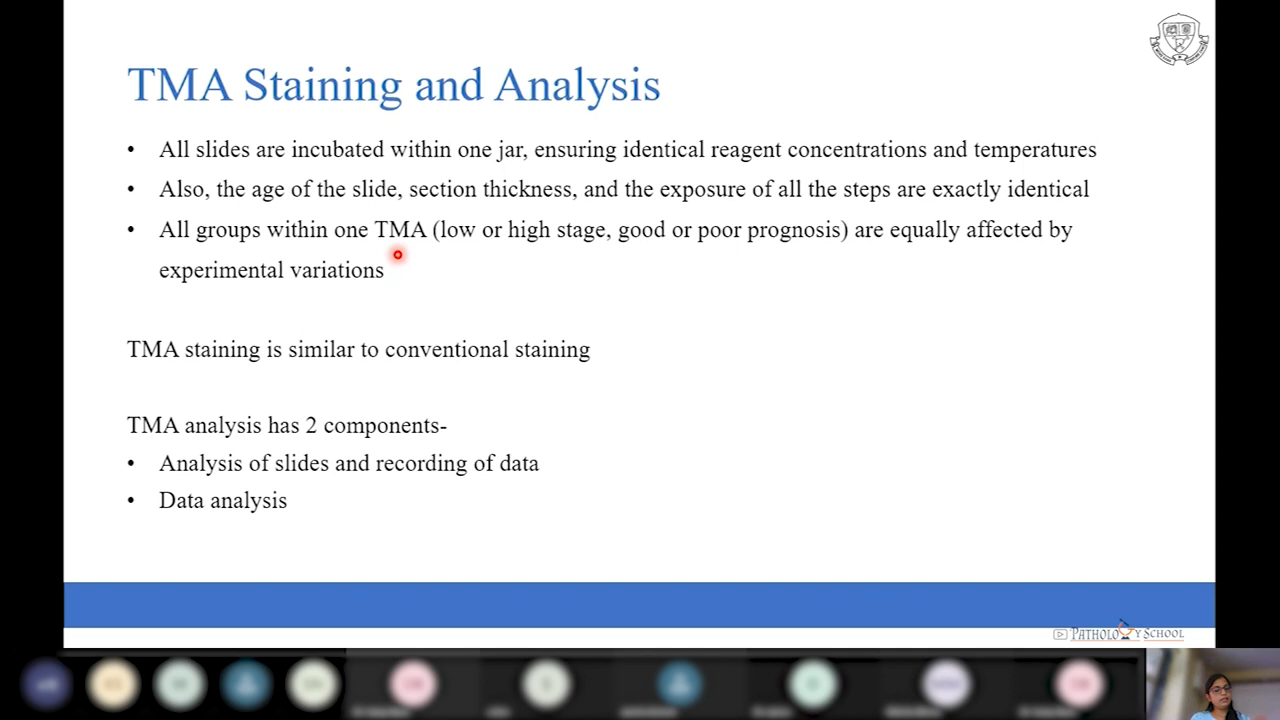 TMA Staining and Analysis
• All slides are incubated within one jar, ensuring identical reagent concentrations and temperatures
• Also, the age of the slide, section thickness, and the exposure of all the steps are exactly identical
• All groups within one TMA (low or high stage, good or poor prognosis) are equally affected by
experimental variations
TMA staining is similar to conventional staining
TMA analysis has 2 components-
• Analysis of slides and recording of data
• Data analysis
PATHOLOGY SCHOOL